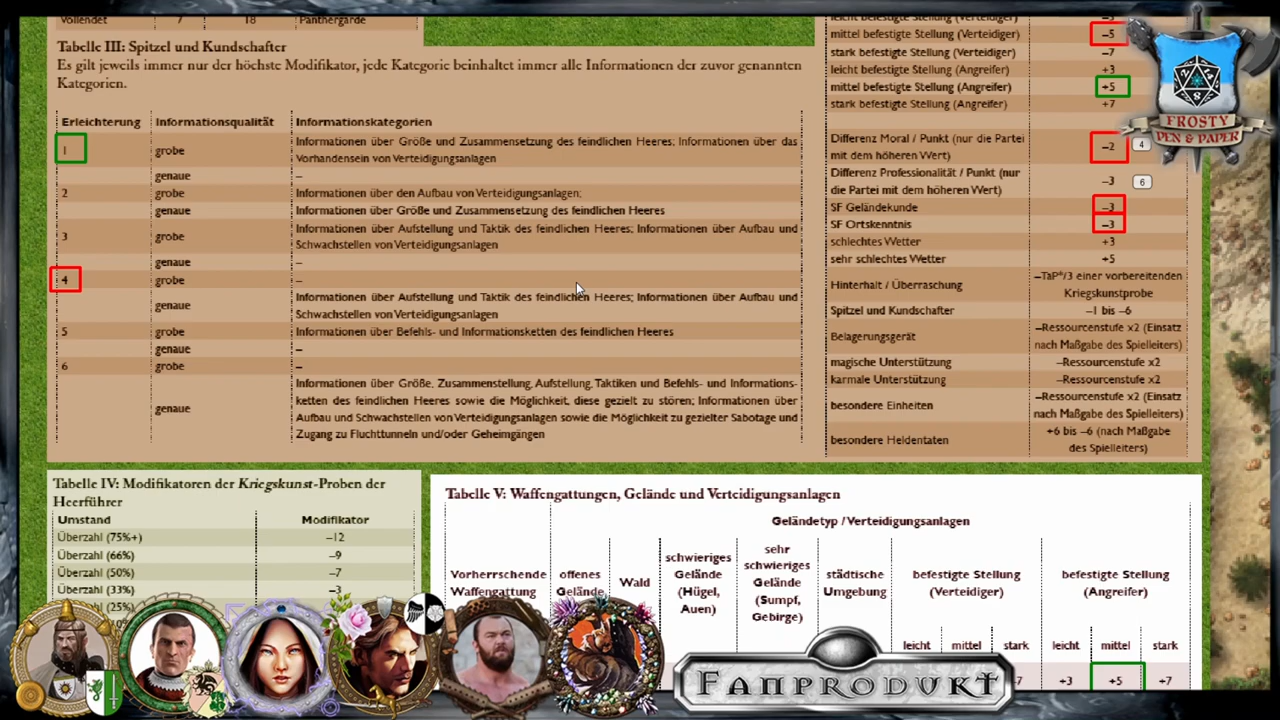 Vollendet 7 18 Panthergarde
Tabelle III: Spitzel und Kundschafter
Es gilt jeweils immer nur der höchste Modifikator, jede Kategorie beinhaltet immer alle Informationen der zuvor genannten
Kategorien.
Erleichterung Informationsqualität Informationskategorien
1 grobe Informationen über Größe und Zusammensetzung des feindlichen Heeres; Informationen über das
Vorhandensein von Verteidigungsanlagen
genaue –
2 grobe Informationen über den Aufbau von Verteidigungsanlagen;
genaue Informationen über Größe und Zusammensetzung des feindlichen Heeres
3 grobe Informationen über Aufstellung und Taktik des feindlichen Heeres; Informationen über Aufbau und
Schwachstellen von Verteidigungsanlagen
genaue –
4 grobe –
genaue Informationen über Aufstellung und Taktik des feindlichen Heeres; Informationen über Aufbau und
Schwachstellen von Verteidigungsanlagen
5 grobe Informationen über Befehls- und Informationsketten des feindlichen Heeres
genaue –
6 grobe –
genaue Informationen über Größe, Zusammenstellung, Aufstellung, Taktiken und Befehls- und Informations-
ketten des feindlichen Heeres sowie die Möglichkeit, diese gezielt zu stören; Informationen über
Aufbau und Schwachstellen von Verteidigungsanlagen sowie die Möglichkeit zu gezielter Sabotage und
Zugang zu Fluchttunneln und/oder Geheimgängen
leicht befestigte Stellung (Verteidiger) –3
mittel befestigte Stellung (Verteidiger) –5
stark befestigte Stellung (Verteidiger) –7
leicht befestigte Stellung (Angreifer) +3
mittel befestigte Stellung (Angreifer) +5
stark befestigte Stellung (Angreifer) +7
Differenz Moral / Punkt (nur die Partei
mit dem höheren Wert) –2 4
Differenz Professionalität / Punkt (nur
die Partei mit dem höheren Wert) –3 6
SF Geländekunde –3
SF Ortskenntnis –3
schlechtes Wetter +3
sehr schlechtes Wetter +5
Hinterhalt / Überraschung –TaP*/3 einer vorbereitenden
Kriegskunstprobe
Spitzel und Kundschafter –1 bis –6
Belagerungsgerät –Ressourcenstufe x2 (Einsatz
nach Maßgabe des Spielleiters)
magische Unterstützung –Ressourcenstufe x2
karmale Unterstützung –Ressourcenstufe x2
besondere Einheiten –Ressourcenstufe x2 (Einsatz
nach Maßgabe des Spielleiters)
besondere Heldentaten +6 bis –6 (nach Maßgabe
des Spielleiters)
FROSTY
PEN & PAPER
Tabelle IV: Modifikatoren der Kriegskunst-Proben der
Heerführer
Umstand Modifikator
Überzahl (75%+) –12
Überzahl (66%) –9
Überzahl (50%) –7
Überzahl (33%) –3
(25%)
Tabelle V: Waffengattungen, Gelände und Verteidigungsanlagen
Geländetyp / Verteidigungsanlagen
Vorherrschende
Waffengattung
offenes
Gelände
Wald
schwieriges
Gelände
(Hügel,
Auen)
sehr
schwieriges
Gelände
(Sumpf,
Gebirge)
städtische
Umgebung
befestigte Stellung
(Verteidiger)
befestigte Stellung
(Angreifer)
leicht mittel stark leicht mittel stark
+3 +5 +7
FANPRODUKT